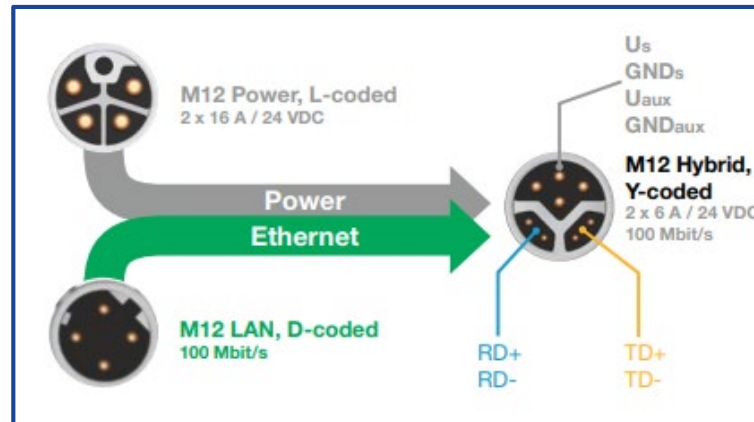 M12 Power, L-coded
2 x 16 A / 24 VDC
Power
Ethernet
M12 LAN, D-coded
100 Mbit/s
Us
GNDs
Uaux
GNDaux
M12 Hybrid,
Y-coded
2 x 6 A / 24 VDC
100 Mbit/s
RD+
RD-
TD+
TD-